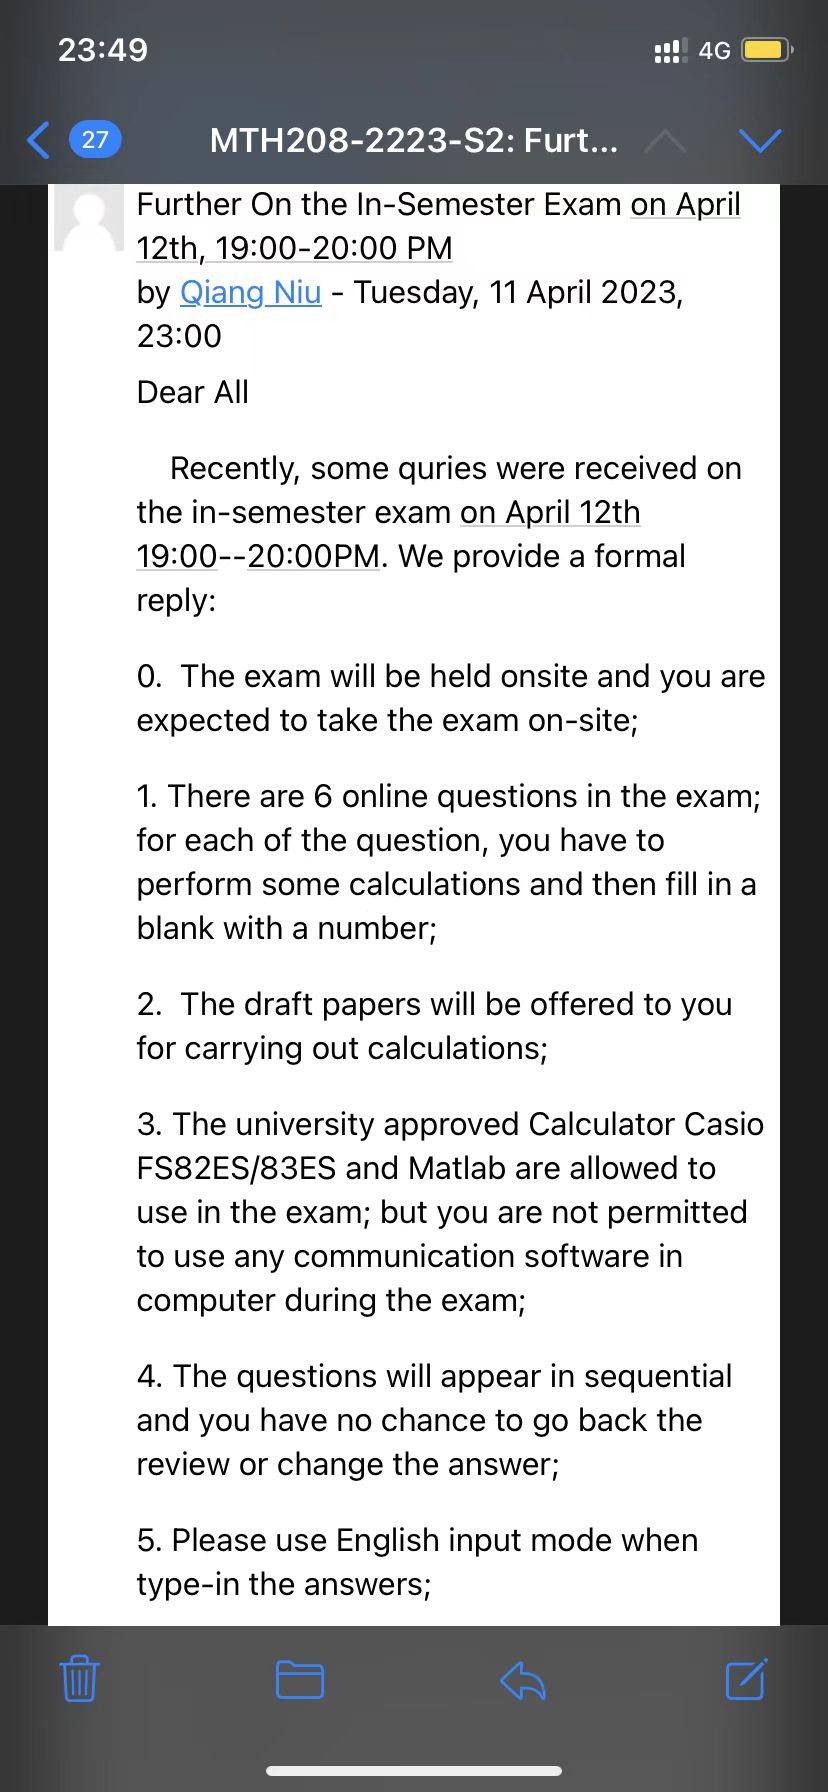 23:49
4G
27
MTH208-2223-S2: Furt...
Further On the In-Semester Exam on April
12th, 19:00-20:00 PM
by Qiang Niu - Tuesday, 11 April 2023,
23:00
Dear All
Recently, some quries were received on
the in-semester exam on April 12th
19:00--20:00PM. We provide a formal
reply:
0. The exam will be held onsite and you are
expected to take the exam on-site;
1. There are 6 online questions in the exam;
for each of the question, you have to
perform some calculations and then fill in a
blank with a number;
2. The draft papers will be offered to you
for carrying out calculations;
3. The university approved Calculator Casio
FS82ES/83ES and Matlab are allowed to
use in the exam; but you are not permitted
to use any communication software in
computer during the exam;
4. The questions will appear in sequential
and you have no chance to go back the
review or change the answer;
5. Please use English input mode when
type-in the answers;